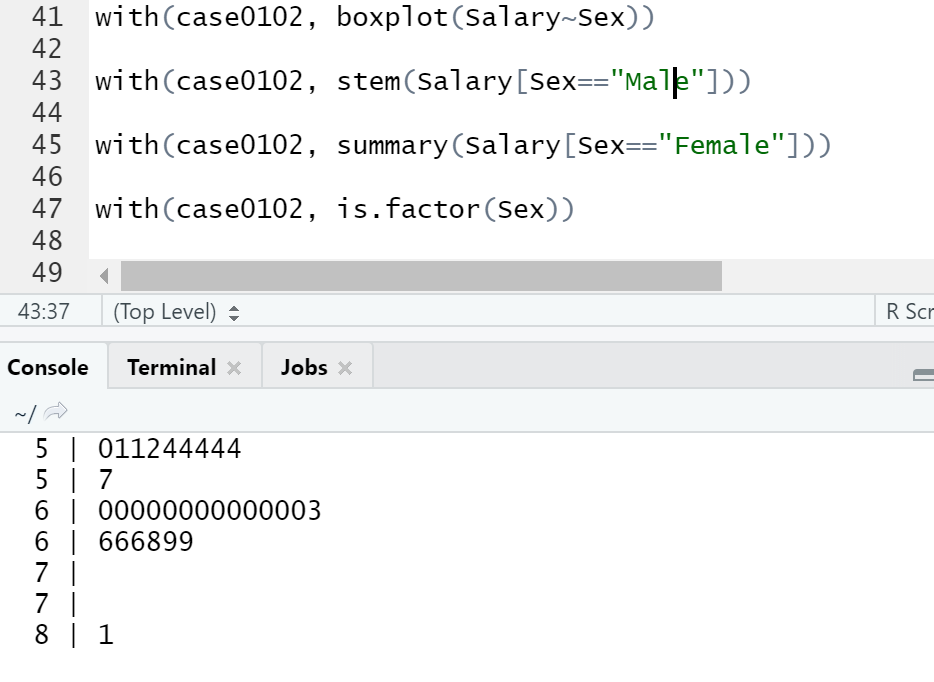 41 with(case0102, boxplot(Salary~Sex))
42
43 with(case0102, stem(Salary[Sex=="Male"]))
44
45 with(case0102, summary(Salary[Sex=="Female"]))
46
47 with(case0102, is.factor(Sex))
48
49
43:37 (Top Level) R Scr
Console Terminal Jobs
~/
5 | 011244444
5 | 7
6 | 00000000000003
6 | 666899
7 |
7 |
8 | 1